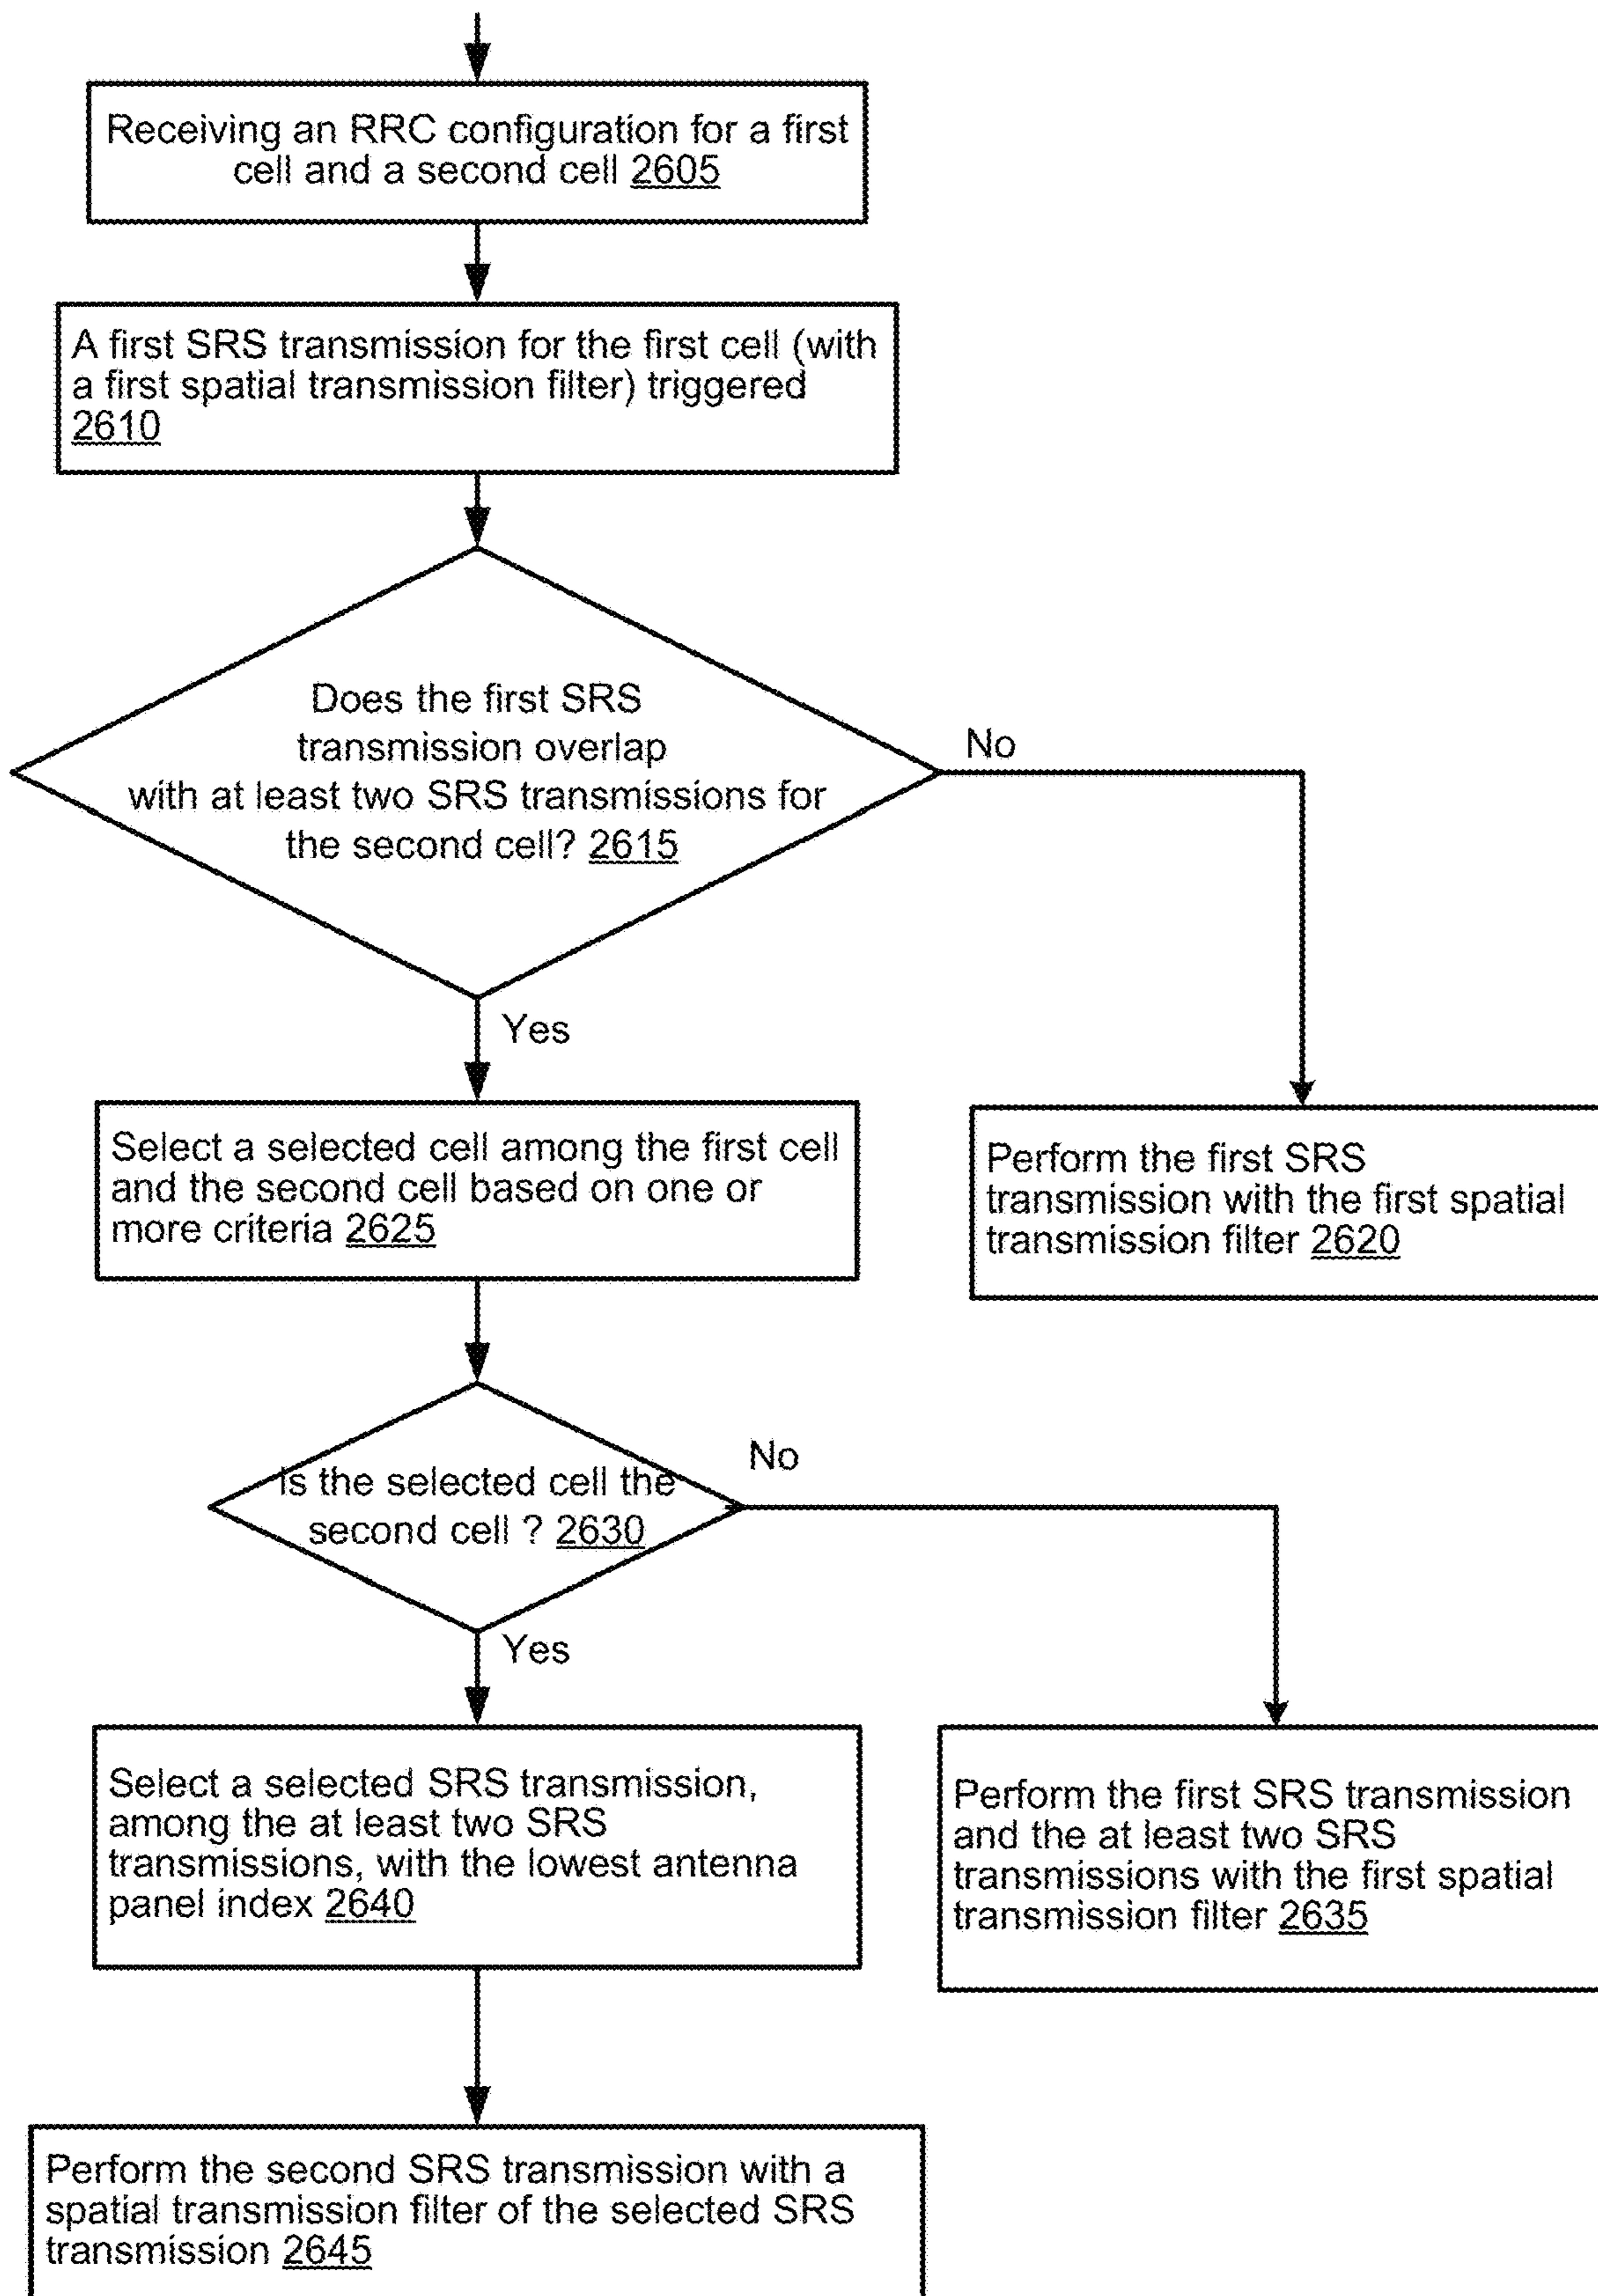 Receiving an RRC configuration for a first
cell and a second cell 2605
A first SRS transmission for the first cell (with
a first spatial transmission filter) triggered
2610
Does the first SRS
transmission overlap
with at least two SRS transmissions for
the second cell? 2615
No
Yes
Select a selected cell among the first cell
and the second cell based on one or
more criteria 2625
Perform the first SRS
transmission with the first spatial
transmission filter 2620
Is the selected cell the
second cell ? 2630
No
Yes
Select a selected SRS transmission,
among the at least two SRS
transmissions, with the lowest antenna
panel index 2640
Perform the first SRS transmission
and the at least two SRS
transmissions with the first spatial
transmission filter 2635
Perform the second SRS transmission with a
spatial transmission filter of the selected SRS
transmission 2645